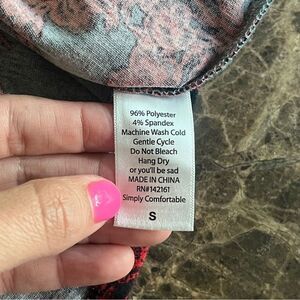 96% Polyester
4% Spandex
Machine Wash Cold
Gentle Cycle
Do Not Bleach
Hang Dry
or you'll be sad
MADE IN CHINA
RN#142161
Simply Comfortable
S